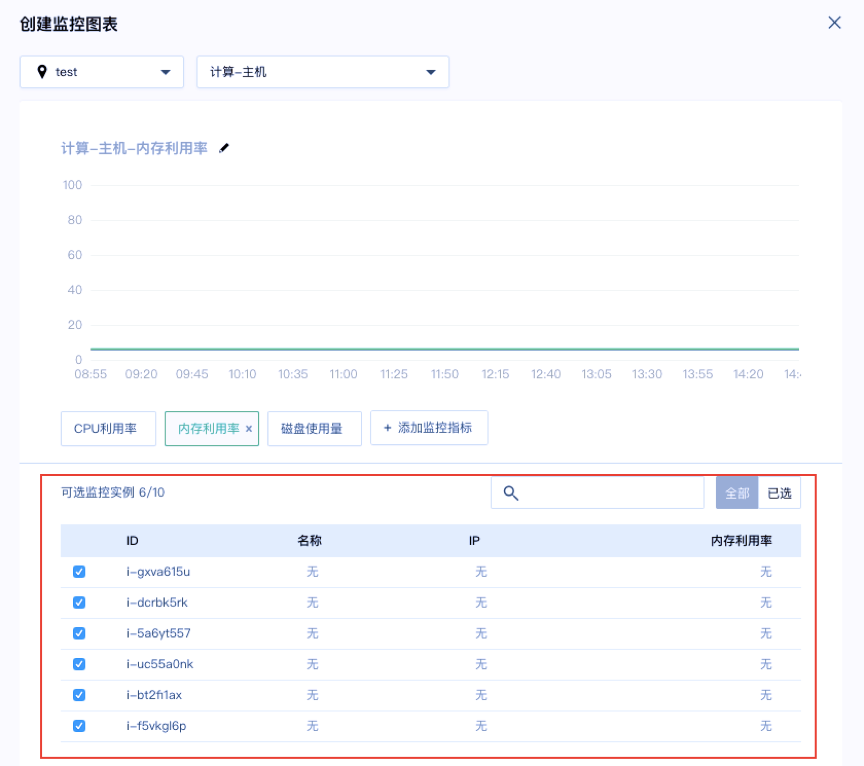 创建监控图表
test 计算-主机
计算-主机-内存利用率
100
80
60
40
20
0
08:55 09:20 09:45 10:10 10:35 11:00 11:25 11:50 12:15 12:40 13:05 13:30 13:55 14:20 14:4
CPU利用率 内存利用率 × 磁盘使用量 + 添加监控指标
可选监控实例 6/10 全部 已选
ID 名称 IP 内存利用率
i-gxva615u 无 无 无
i-dcrbk5rk 无 无 无
i-5a6yt557 无 无 无
i-uc55a0nk 无 无 无
i-bt2fi1ax 无 无 无
i-f5vkgl6p 无 无 无